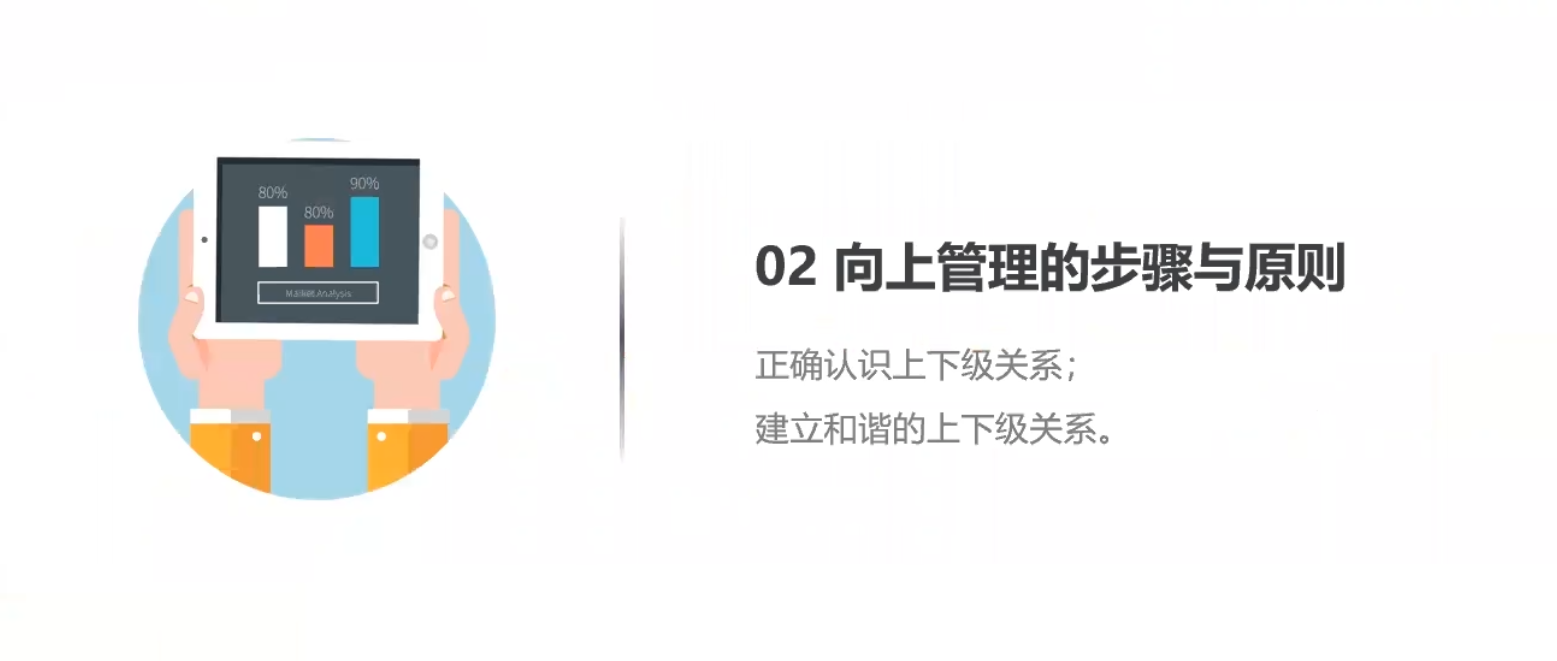 80%
80%
90%
Market Analysis
02 向上管理的步骤与原则
正确认识上下级关系；
建立和谐的上下级关系。